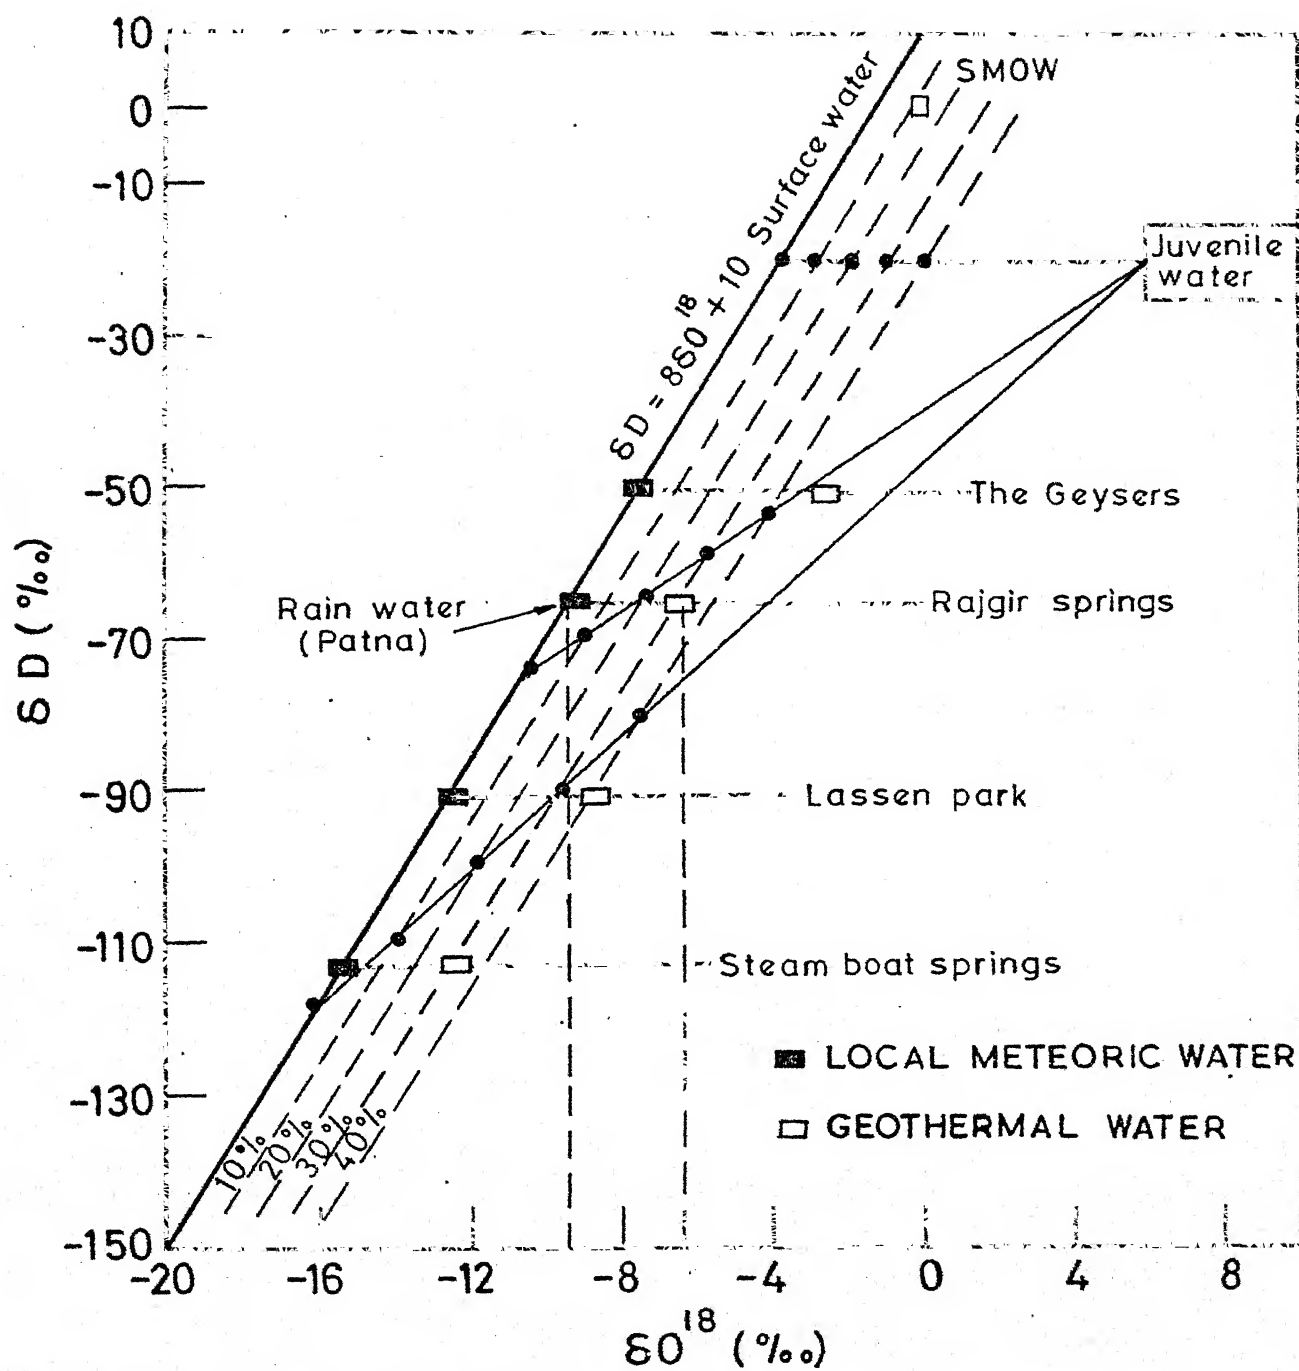 10
0
-10
-30
-50
-70
-90
-110
-130
-150
δD (‰)
-20
-16
-12
-8
-4
0
4
8
δO¹⁸ (‰)
δD = 8δO¹⁸ + 10 Surface water
SMOW
Juvenile
water
The Geysers
Rain water
(Patna)
Rajgir springs
Lassen park
Steam boat springs
LOCAL METEORIC WATER
GEOTHERMAL WATER
10%
20%
30%
40%